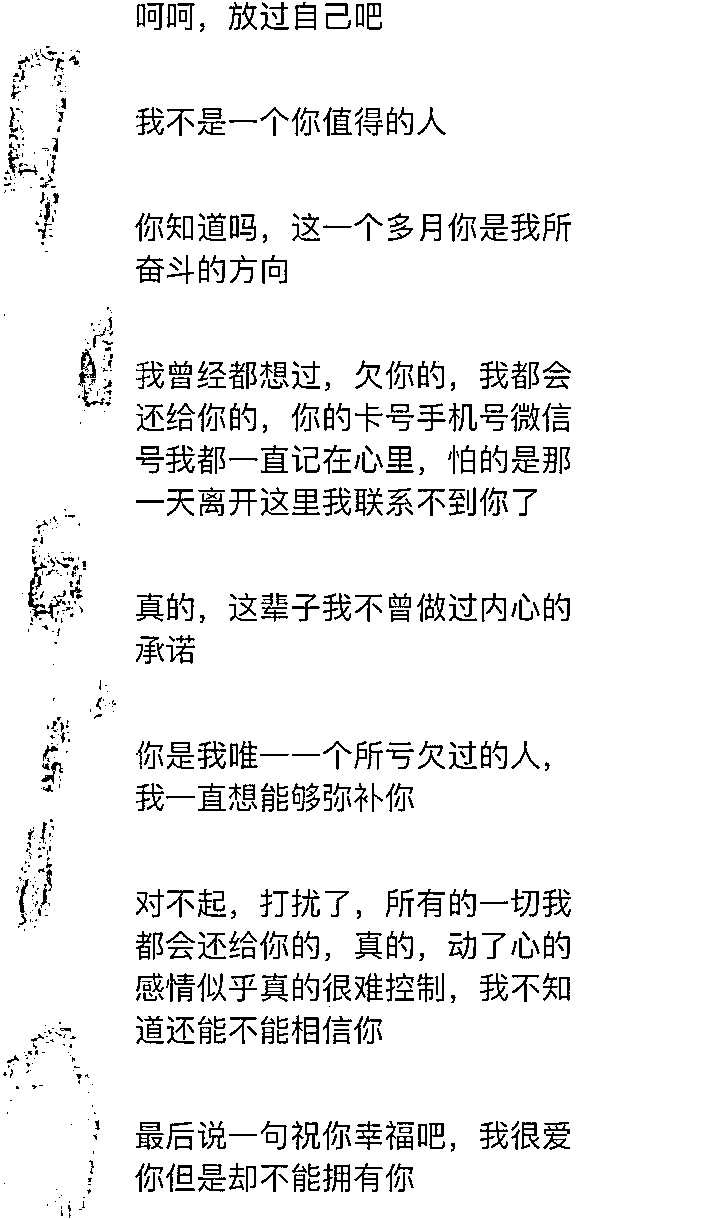 呵呵，放过自己吧
我不是一个你值得的人
你知道吗，这一个多月你是我所
奋斗的方向
我曾经都想过，欠你的，我都会
还给你的，你的卡号手机号微信
号我都一直记在心里，怕的是那
一天离开这里我联系不到你了
真的，这辈子我不曾做过内心的
承诺
你是我唯一一个所亏欠过的人，
我一直想能够弥补你
对不起，打扰了，所有的一切我
都会还给你的，真的，动了心的
感情似乎真的很难控制，我不知
道还能不能相信你
最后说一句祝你幸福吧，我很爱
你但是却不能拥有你